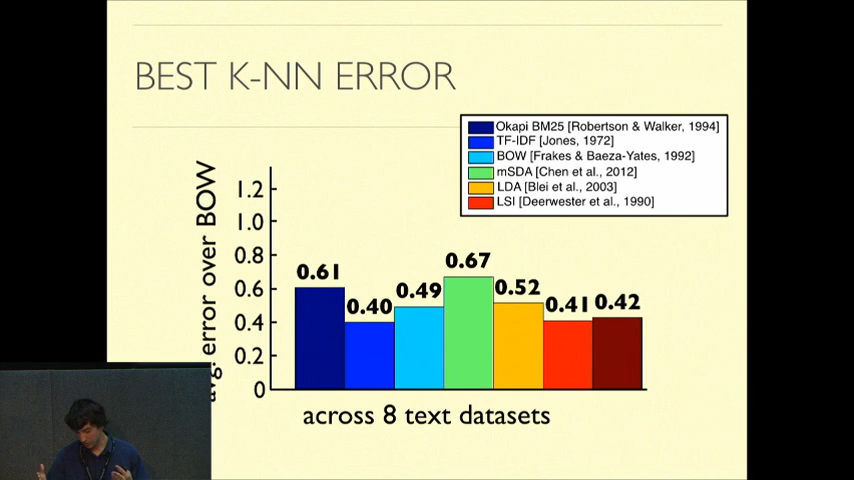 BEST K-NN ERROR
Okapi BM25 [Robertson & Walker, 1994]
TF-IDF [Jones, 1972]
BOW [Frakes & Baeza-Yates, 1992]
mSDA [Chen et al., 2012]
LDA [Blei et al., 2003]
LSI [Deerwester et al., 1990]
avg. error over BOW
1.2
1.0
0.8
0.6
0.4
0.2
0
0.61
0.40
0.49
0.67
0.52
0.41
0.42
across 8 text datasets